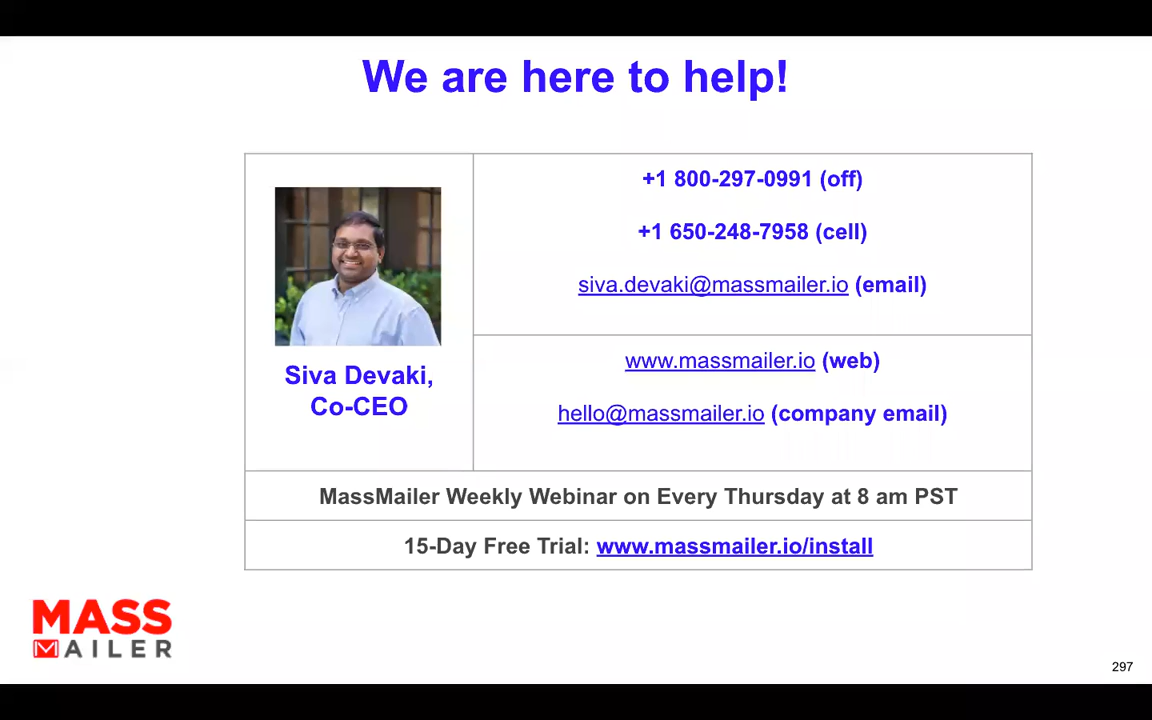 We are here to help!
+1 800-297-0991 (off)
+1 650-248-7958 (cell)
siva.devaki@massmailer.io (email)
Siva Devaki,
Co-CEO
www.massmailer.io (web)
hello@massmailer.io (company email)
MassMailer Weekly Webinar on Every Thursday at 8 am PST
15-Day Free Trial: www.massmailer.io/install
MASS
MAILER
297